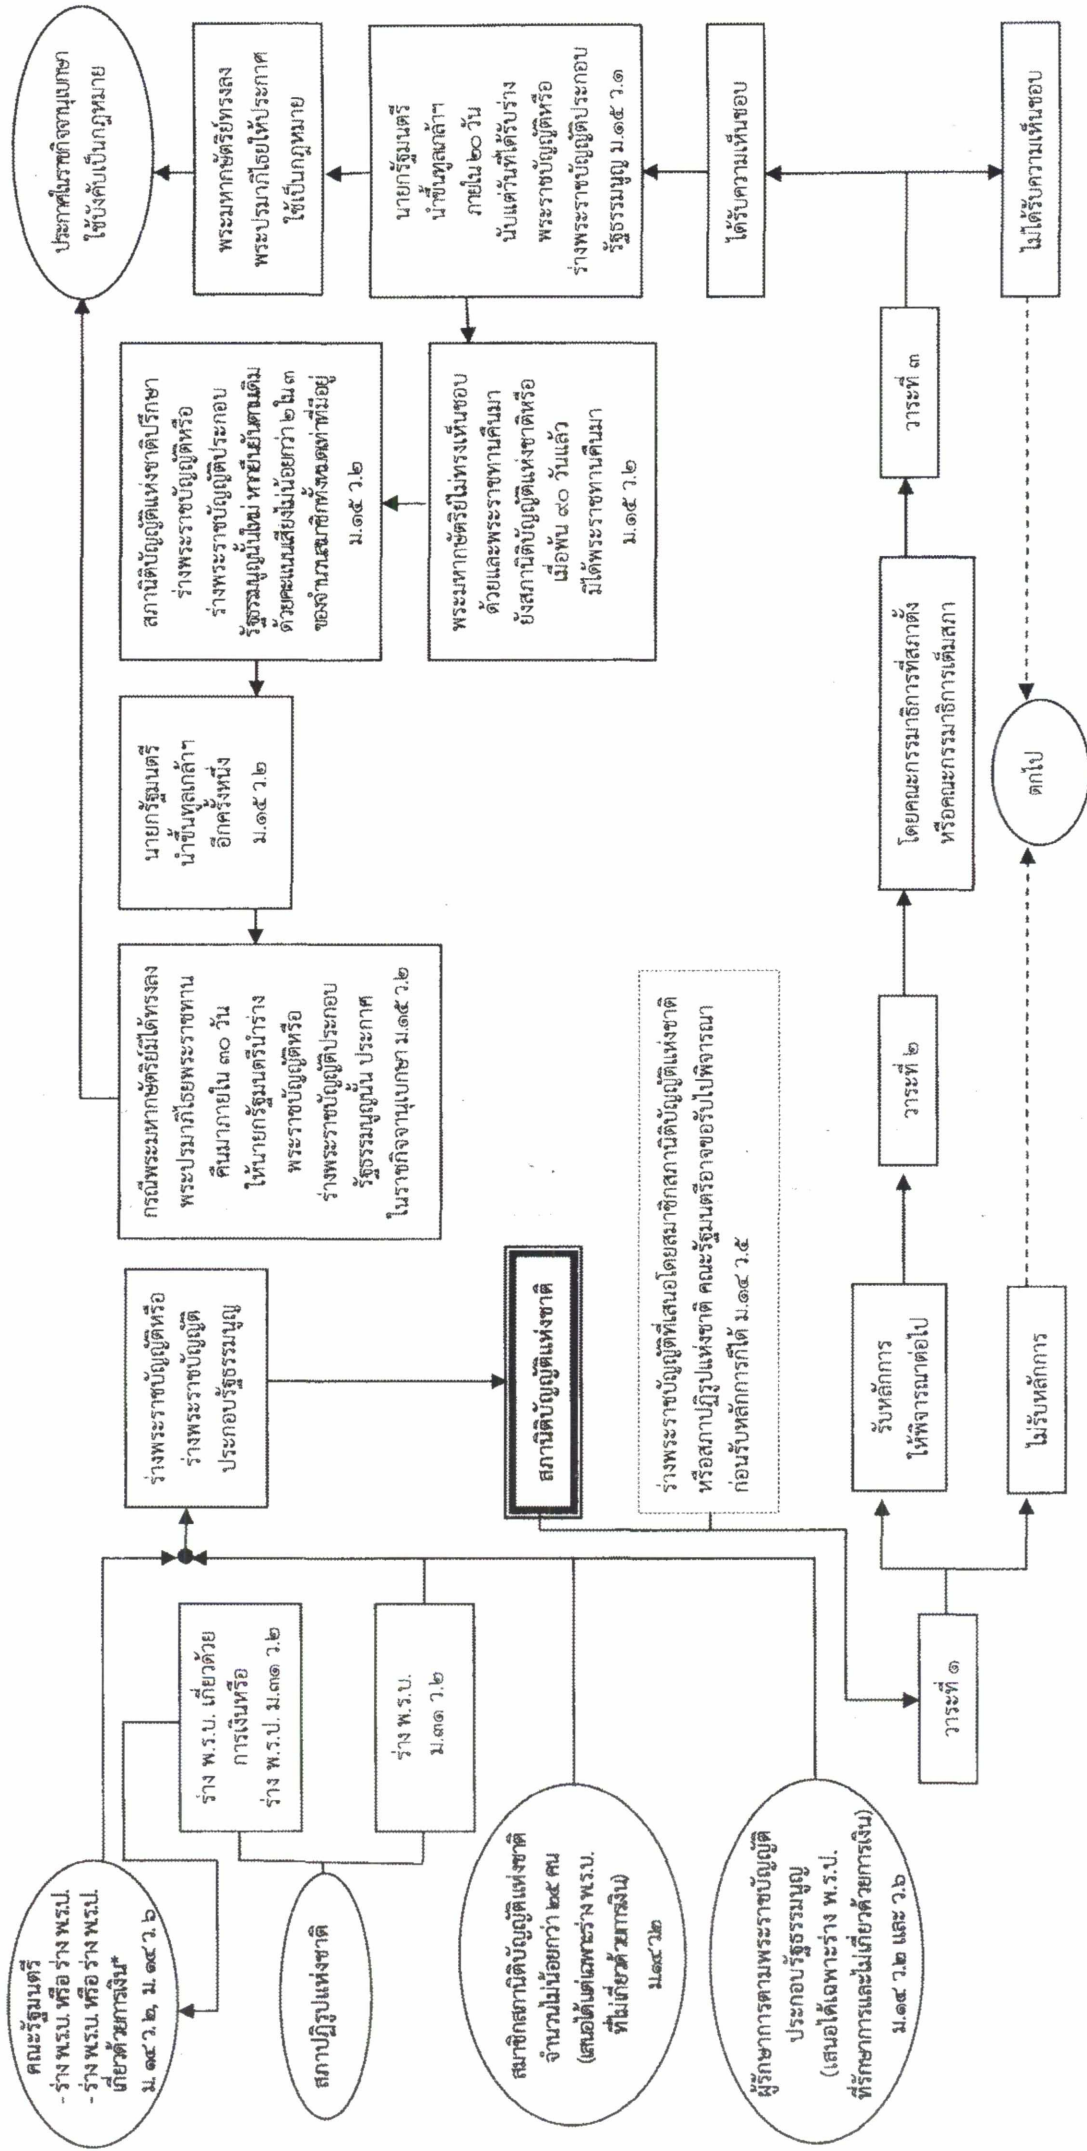 คณะรัฐมนตรี
- ร่าง พ.ร.บ. หรือ ร่าง พ.ร.ป.
- ร่าง พ.ร.บ. หรือ ร่าง พ.ร.ป.
เกี่ยวด้วยการเงิน*
ม. ๑๔ ว. ๒, ม. ๑๔ ว. ๖
สภาปฏิรูปแห่งชาติ
สมาชิกสภานิติบัญญัติแห่งชาติ
จำนวนไม่น้อยกว่า ๒๕ คน
(เสนอได้แต่เฉพาะร่าง พ.ร.บ.
ที่ไม่เกี่ยวด้วยการเงิน)
ม.๑๔ ว.๒
ผู้รักษาการตามพระราชบัญญัติ
ประกอบรัฐธรรมนูญ
(เสนอได้เฉพาะร่าง พ.ร.ป.
ที่รักษาการและไม่เกี่ยวด้วยการเงิน)
ม.๑๔ ว.๒ และ ว.๖
ร่าง พ.ร.บ. เกี่ยวด้วย
การเงินหรือ
ร่าง พ.ร.ป. ม.๓๑ ว.๒
ร่าง พ.ร.บ.
ม.๓๑ ว.๒
ร่างพระราชบัญญัติหรือ
ร่างพระราชบัญญัติ
ประกอบรัฐธรรมนูญ
สภานิติบัญญัติแห่งชาติ
ร่างพระราชบัญญัติที่เสนอโดยสมาชิกสภานิติบัญญัติแห่งชาติ
หรือสภาปฏิรูปแห่งชาติ คณะรัฐมนตรีอาจขอรับไปพิจารณา
ก่อนรับหลักการก็ได้ ม.๑๔ ว.๕
วาระที่ ๑
รับหลักการ
ให้พิจารณาต่อไป
ไม่รับหลักการ
วาระที่ ๒
โดยคณะกรรมาธิการที่สภาตั้ง
หรือคณะกรรมาธิการเต็มสภา
ตกไป
วาระที่ ๓
ได้รับความเห็นชอบ
ไม่ได้รับความเห็นชอบ
นายกรัฐมนตรี
นำขึ้นทูลเกล้าฯ
ภายใน ๒๐ วัน
นับแต่วันที่ได้รับร่าง
พระราชบัญญัติหรือ
ร่างพระราชบัญญัติประกอบ
รัฐธรรมนูญ ม.๑๕ ว.๑
พระมหากษัตริย์ทรงลง
พระปรมาภิไธยให้ประกาศ
ใช้เป็นกฎหมาย
ประกาศในราชกิจจานุเบกษา
ใช้บังคับเป็นกฎหมาย
พระมหากษัตริย์ไม่ทรงเห็นชอบ
ด้วยและพระราชทานคืนมา
ยังสภานิติบัญญัติแห่งชาติหรือ
เมื่อพ้น ๙๐ วันแล้ว
มิได้พระราชทานคืนมา
ม.๑๕ ว.๒
สภานิติบัญญัติแห่งชาติปรึกษา
ร่างพระราชบัญญัติหรือ
ร่างพระราชบัญญัติประกอบ
รัฐธรรมนูญนั้นใหม่ หากยืนยันตามเดิม
ด้วยคะแนนเสียงไม่น้อยกว่า ๒ ใน ๓
ของจำนวนสมาชิกทั้งหมดเท่าที่มีอยู่
ม.๑๕ ว.๒
นายกรัฐมนตรี
นำขึ้นทูลเกล้าฯ
อีกครั้งหนึ่ง
ม.๑๕ ว.๒
กรณีพระมหากษัตริย์มิได้ทรงลง
พระปรมาภิไธยพระราชทาน
คืนมาภายใน ๓๐ วัน
ให้นายกรัฐมนตรีนำร่าง
พระราชบัญญัติหรือ
ร่างพระราชบัญญัติประกอบ
รัฐธรรมนูญนั้น ประกาศ
ในราชกิจจานุเบกษา ม.๑๕ ว.๒